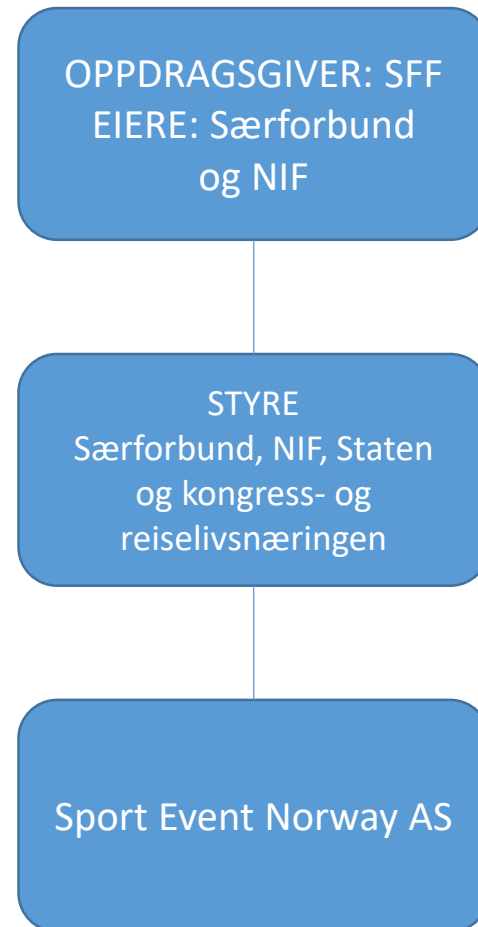 OPPDRAGSGIVER: SFF
EIERE: Særforbund
og NIF
STYRE
Særforbund, NIF, Staten
og kongress- og
reiselivsnæringen
Sport Event Norway AS